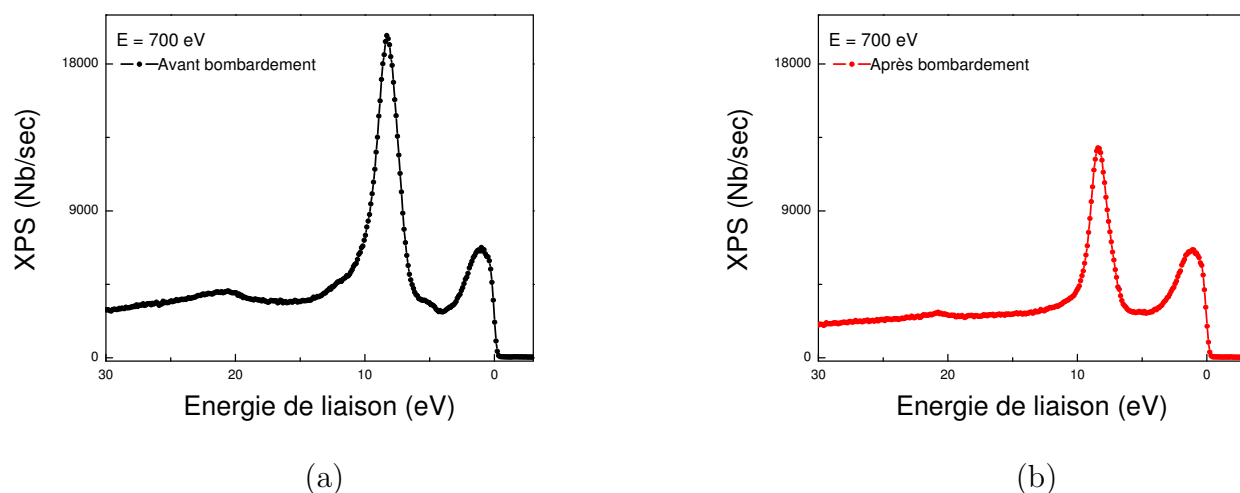 E = 700 eV
Avant bombardement
18000
9000
0
XPS (Nb/sec)
30 20 10 0
Energie de liaison (eV)
(a)
E = 700 eV
Après bombardement
18000
9000
0
XPS (Nb/sec)
30 20 10 0
Energie de liaison (eV)
(b)